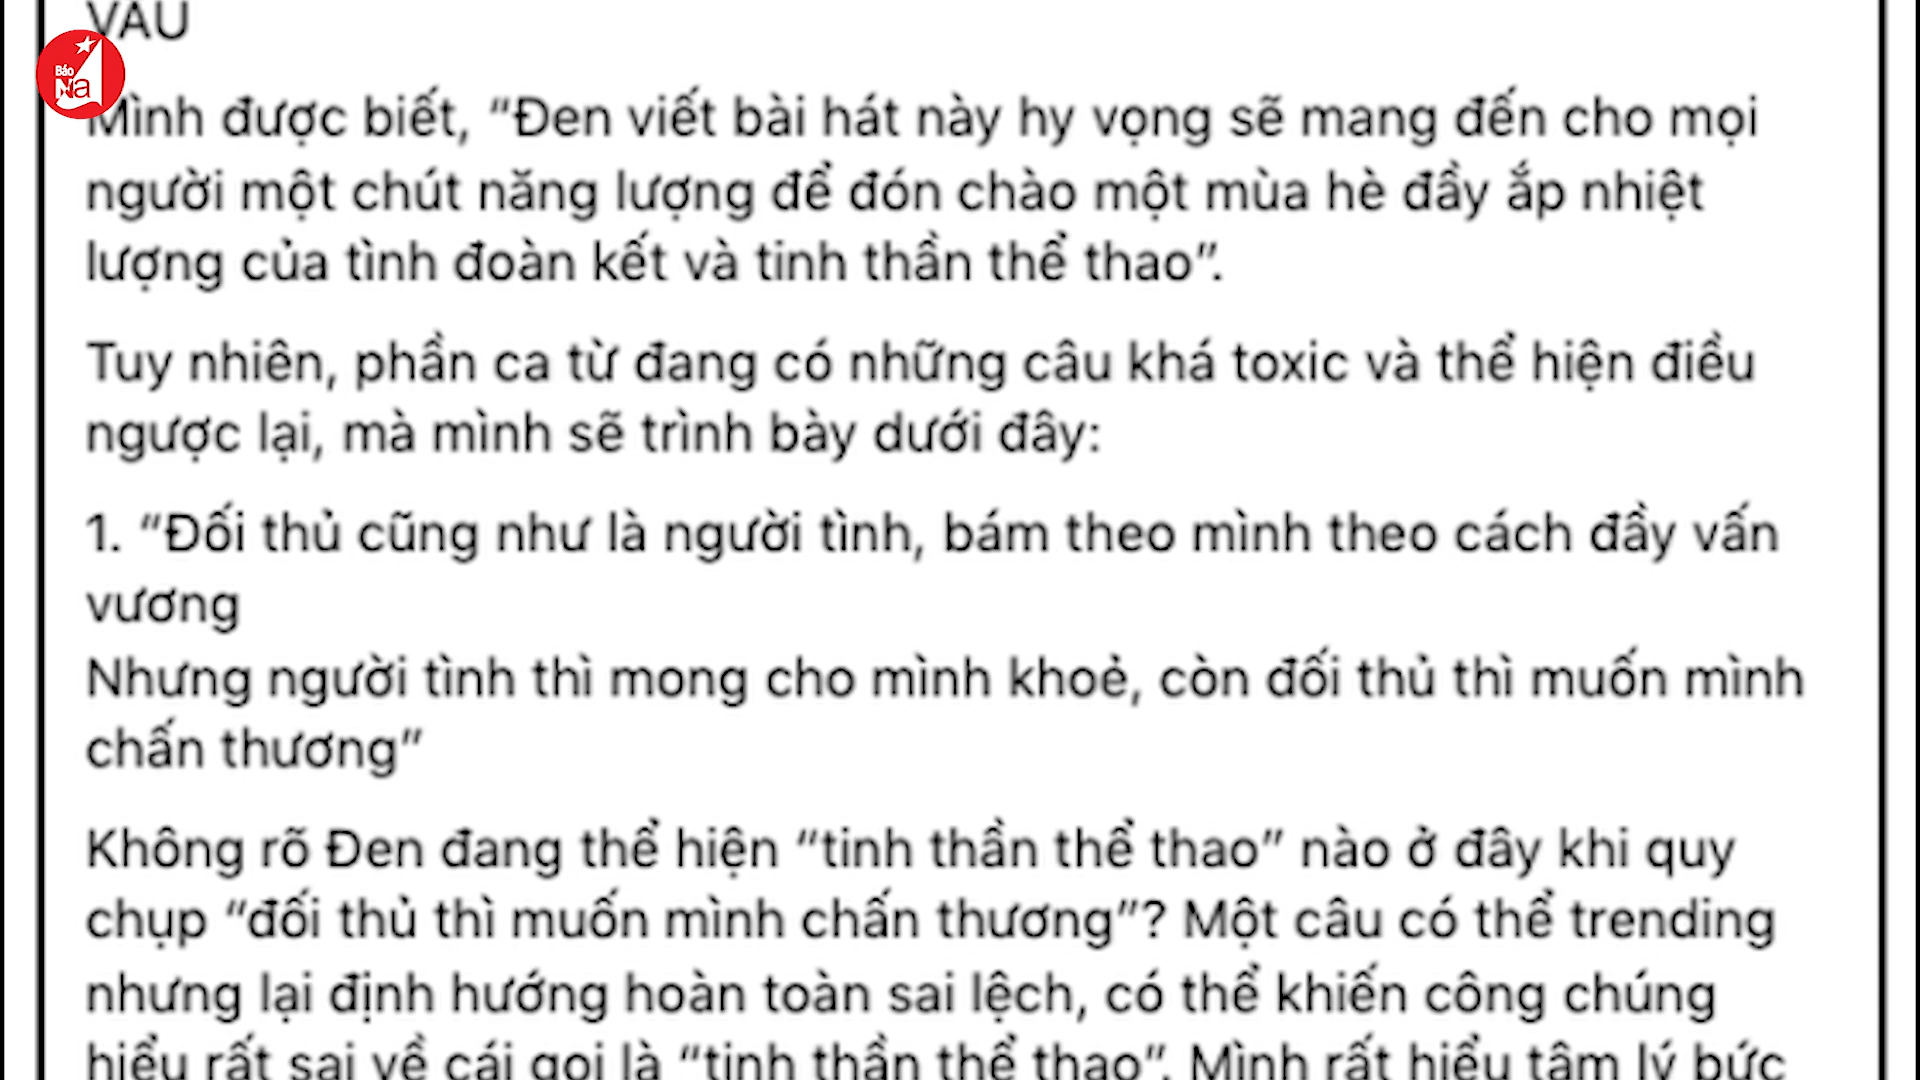 VÂU
Báo
Na
Mình được biết, “Đen viết bài hát này hy vọng sẽ mang đến cho mọi
người một chút năng lượng để đón chào một mùa hè đầy ắp nhiệt
lượng của tình đoàn kết và tinh thần thể thao”.
Tuy nhiên, phần ca từ đang có những câu khá toxic và thể hiện điều
ngược lại, mà mình sẽ trình bày dưới đây:
1. “Đối thủ cũng như là người tình, bám theo mình theo cách đầy vấn
vương
Nhưng người tình thì mong cho mình khoẻ, còn đối thủ thì muốn mình
chấn thương”
Không rõ Đen đang thể hiện “tinh thần thể thao” nào ở đây khi quy
chụp “đối thủ thì muốn mình chấn thương”? Một câu có thể trending
nhưng lại định hướng hoàn toàn sai lệch, có thể khiến công chúng
hiểu rất sai về cái gọi là “tinh thần thể thao”. Mình rất hiểu tâm lý bức